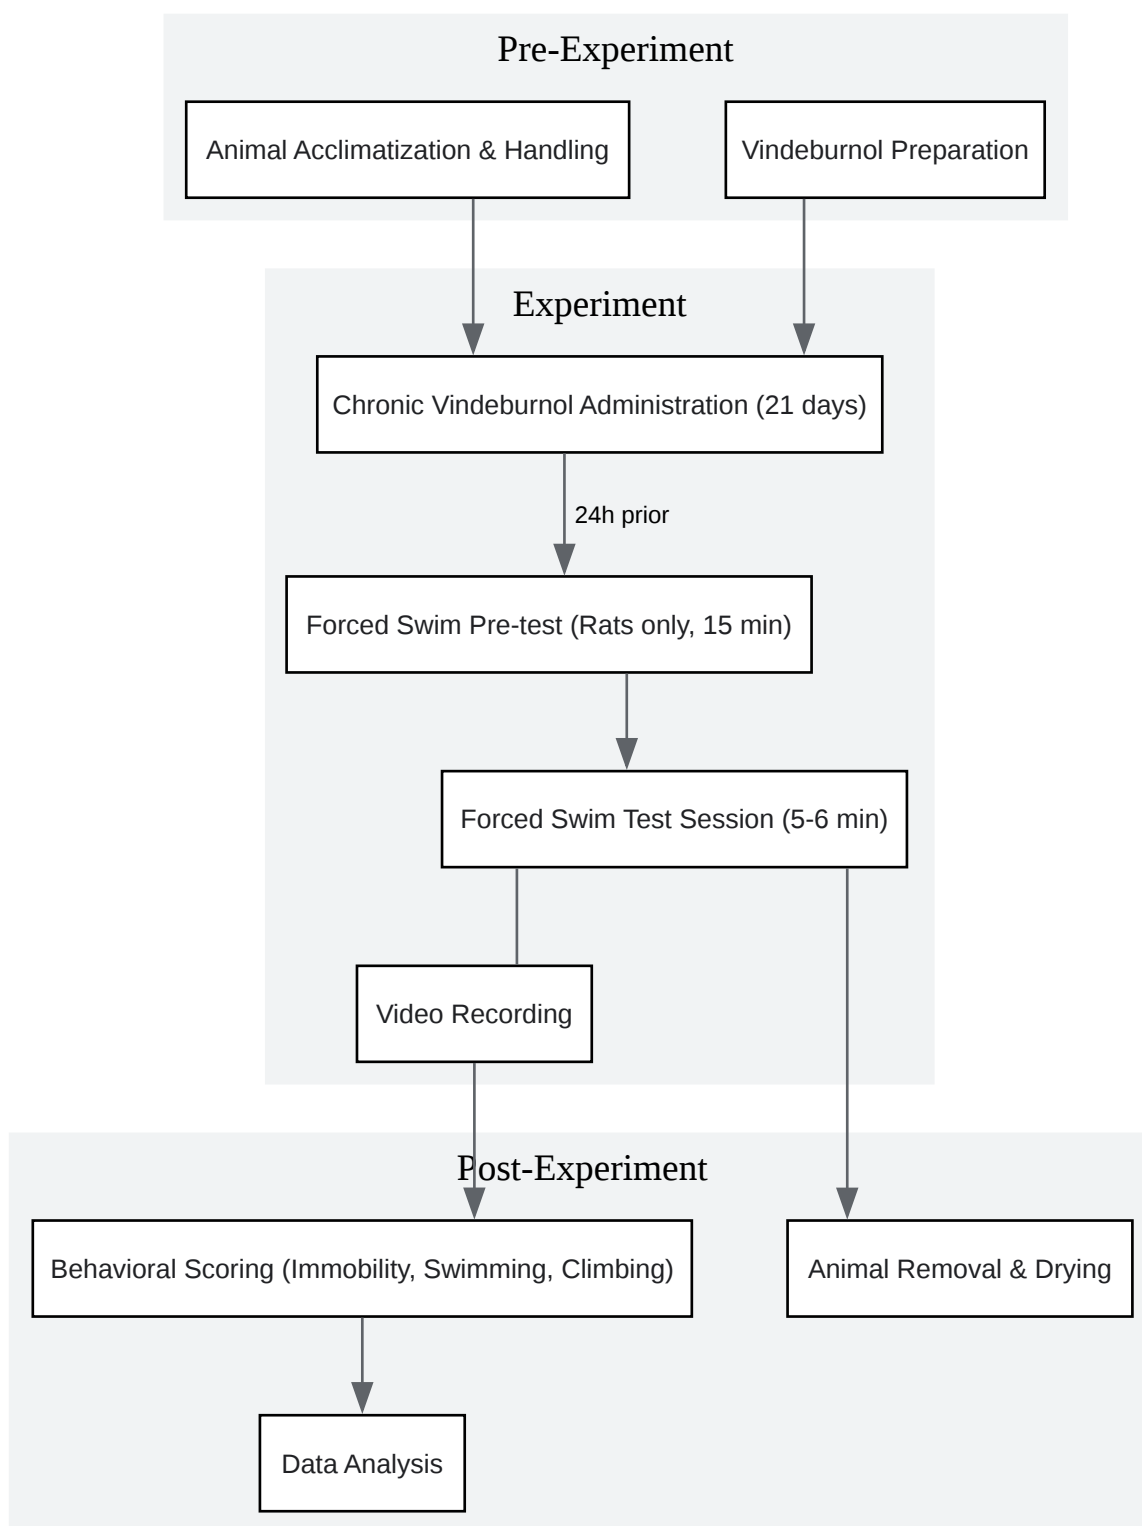 Pre-Experiment
Animal Acclimatization & Handling
Vindeburnol Preparation
Experiment
Chronic Vindeburnol Administration (21 days)
24h prior
Forced Swim Pre-test (Rats only, 15 min)
Forced Swim Test Session (5-6 min)
Video Recording
Post-Experiment
Behavioral Scoring (Immobility, Swimming, Climbing)
Animal Removal & Drying
Data Analysis